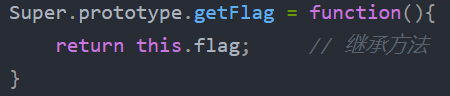 Super.prototype.getFlag = function(){
    return this.flag;     // 继承方法
}